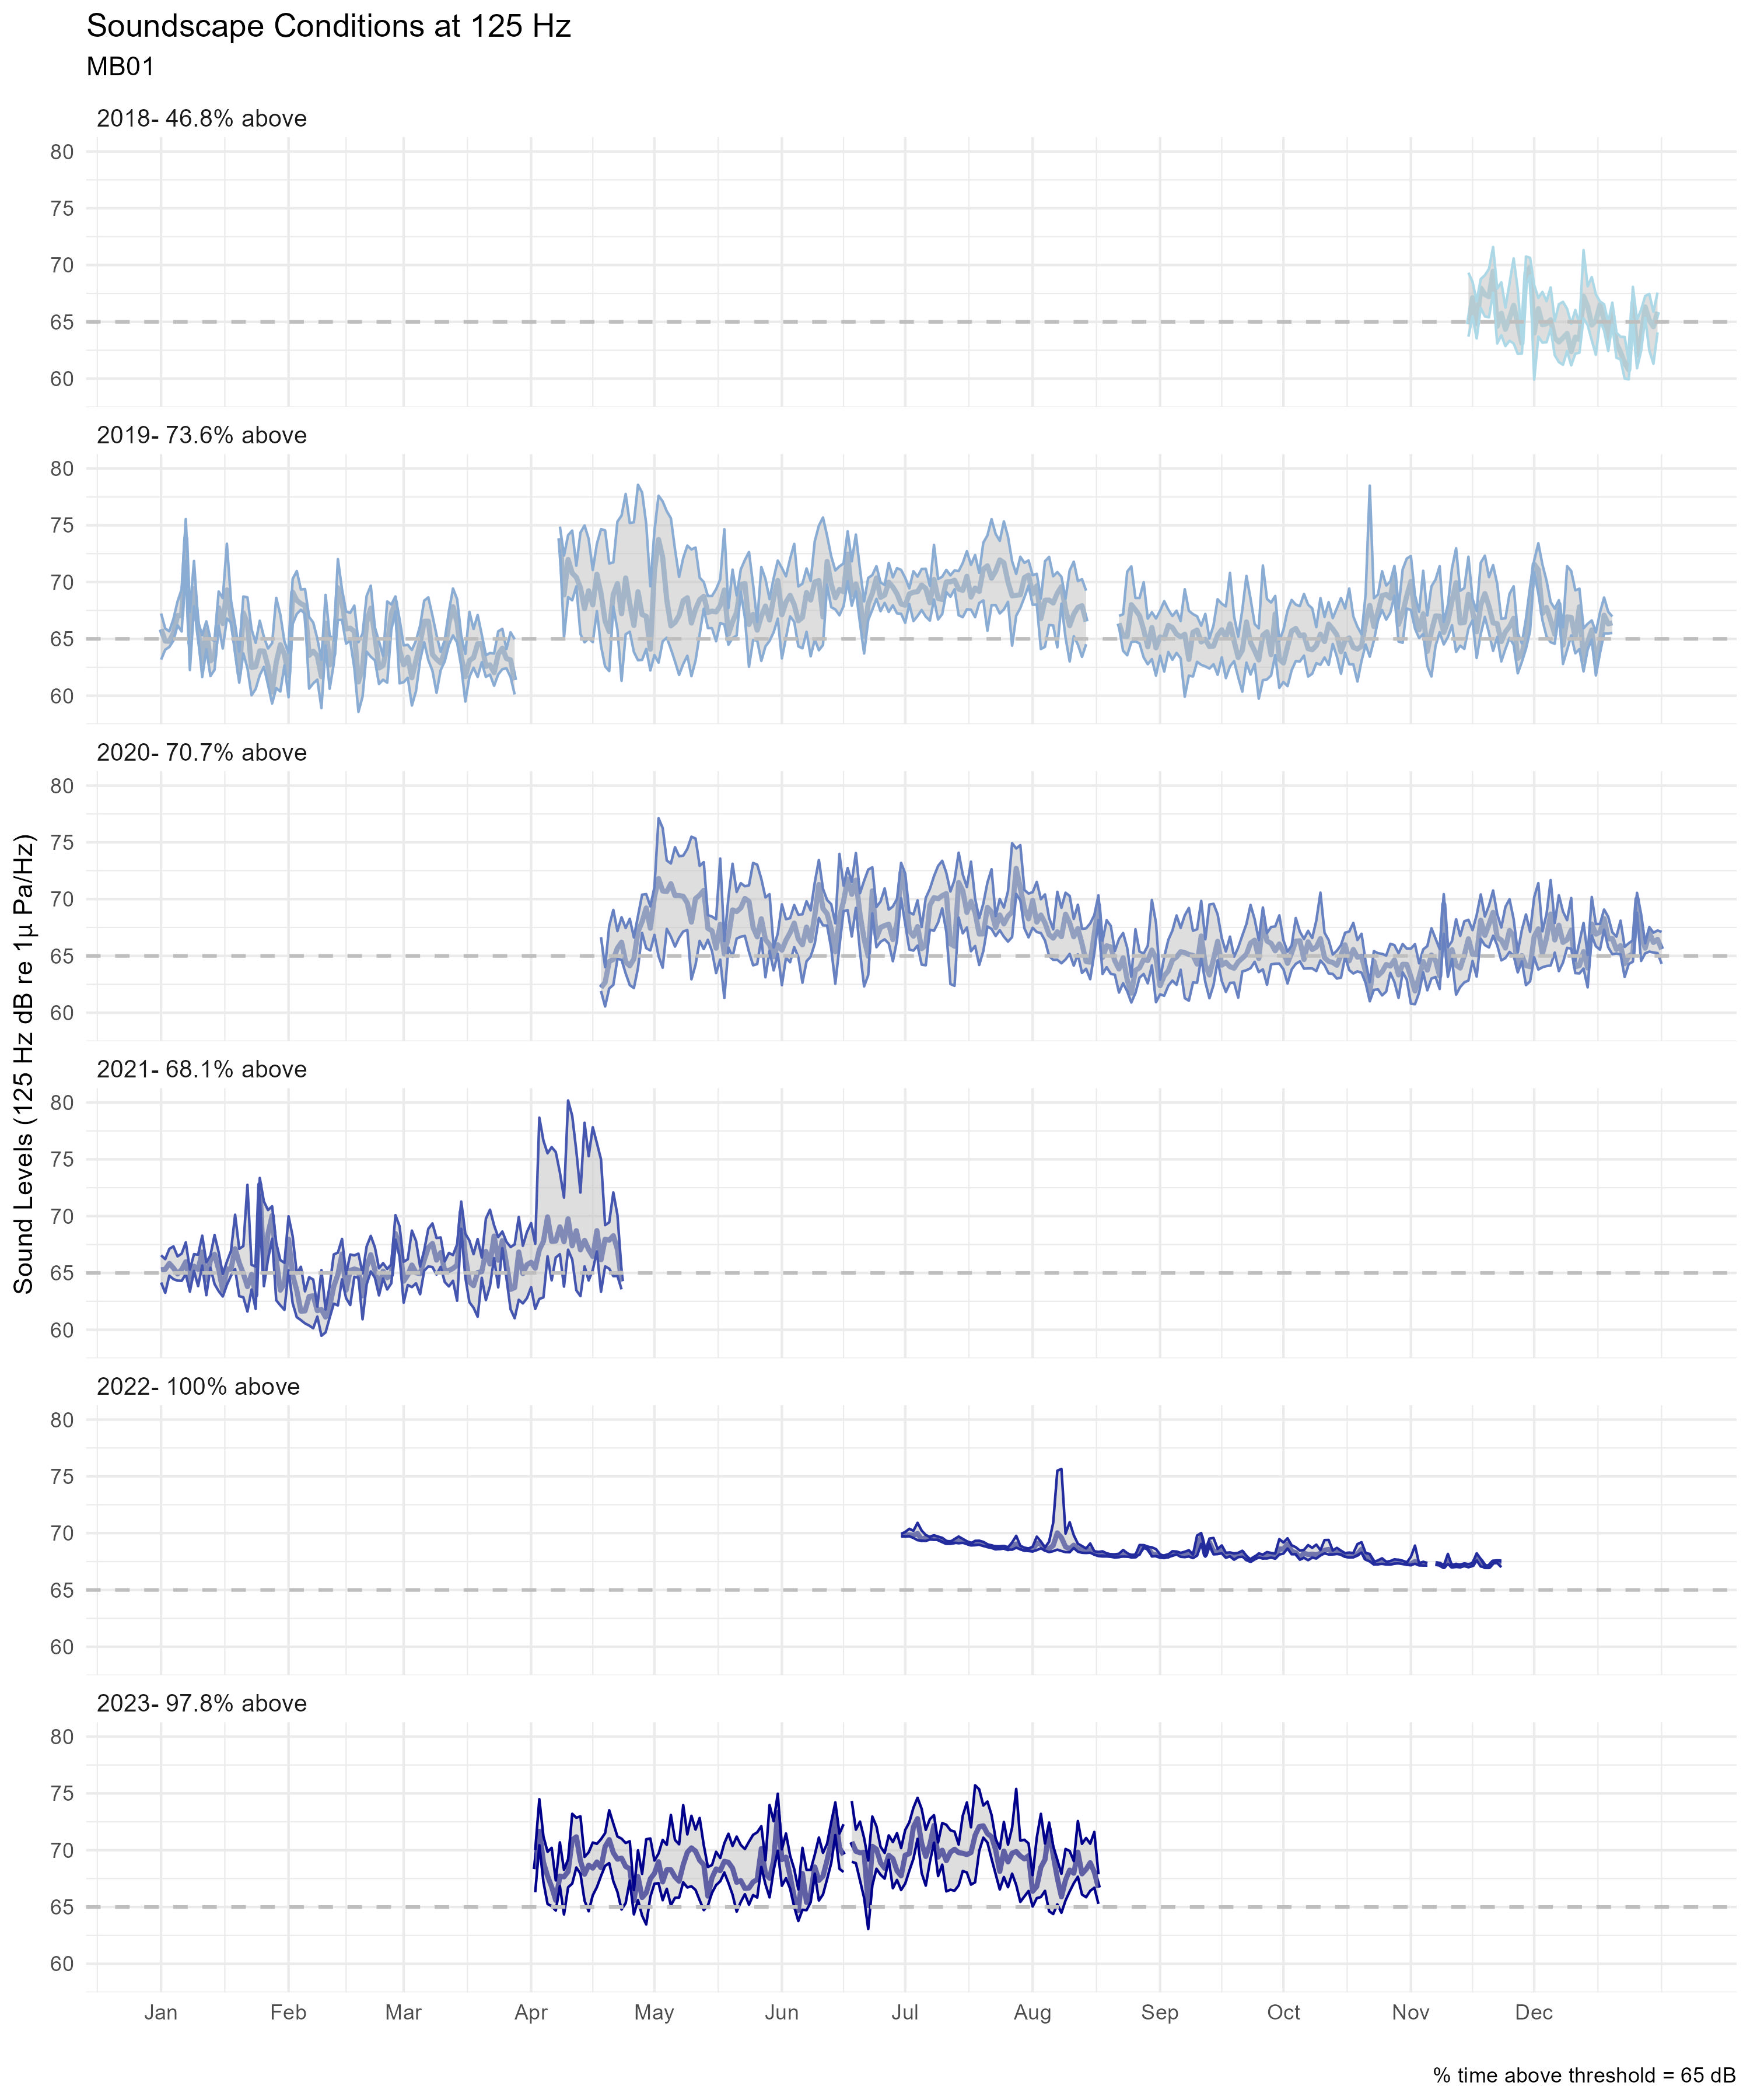 Soundscape Conditions at 125 Hz
MB01
2018- 46.8% above
80
75
70
65
60
2019- 73.6% above
80
75
70
65
60
2020- 70.7% above
80
75
70
65
60
2021- 68.1% above
80
75
70
65
60
2022- 100% above
80
75
70
65
60
2023- 97.8% above
80
75
70
65
60
Sound Levels (125 Hz dB re 1µ Pa/Hz)
Jan Feb Mar Apr May Jun Jul Aug Sep Oct Nov Dec
% time above threshold = 65 dB